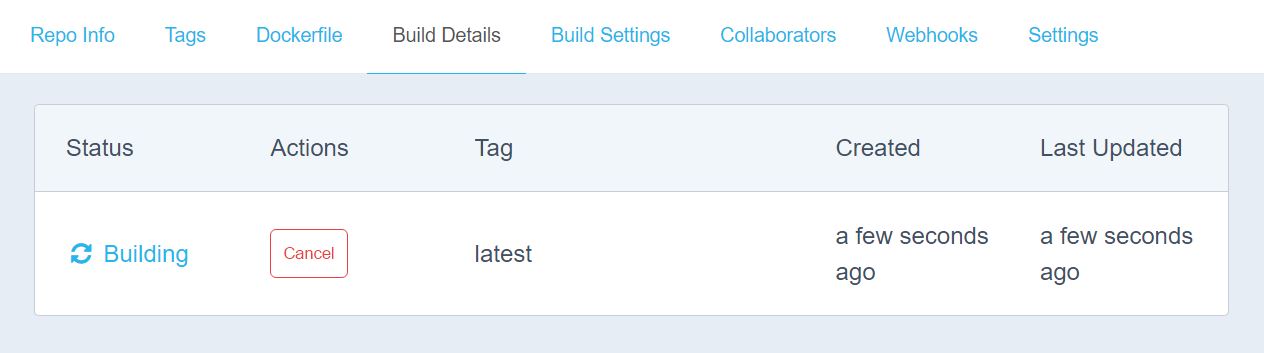 Repo Info Tags Dockerfile Build Details Build Settings Collaborators Webhooks Settings
Status Actions Tag Created Last Updated
Building Cancel latest a few seconds ago a few seconds ago